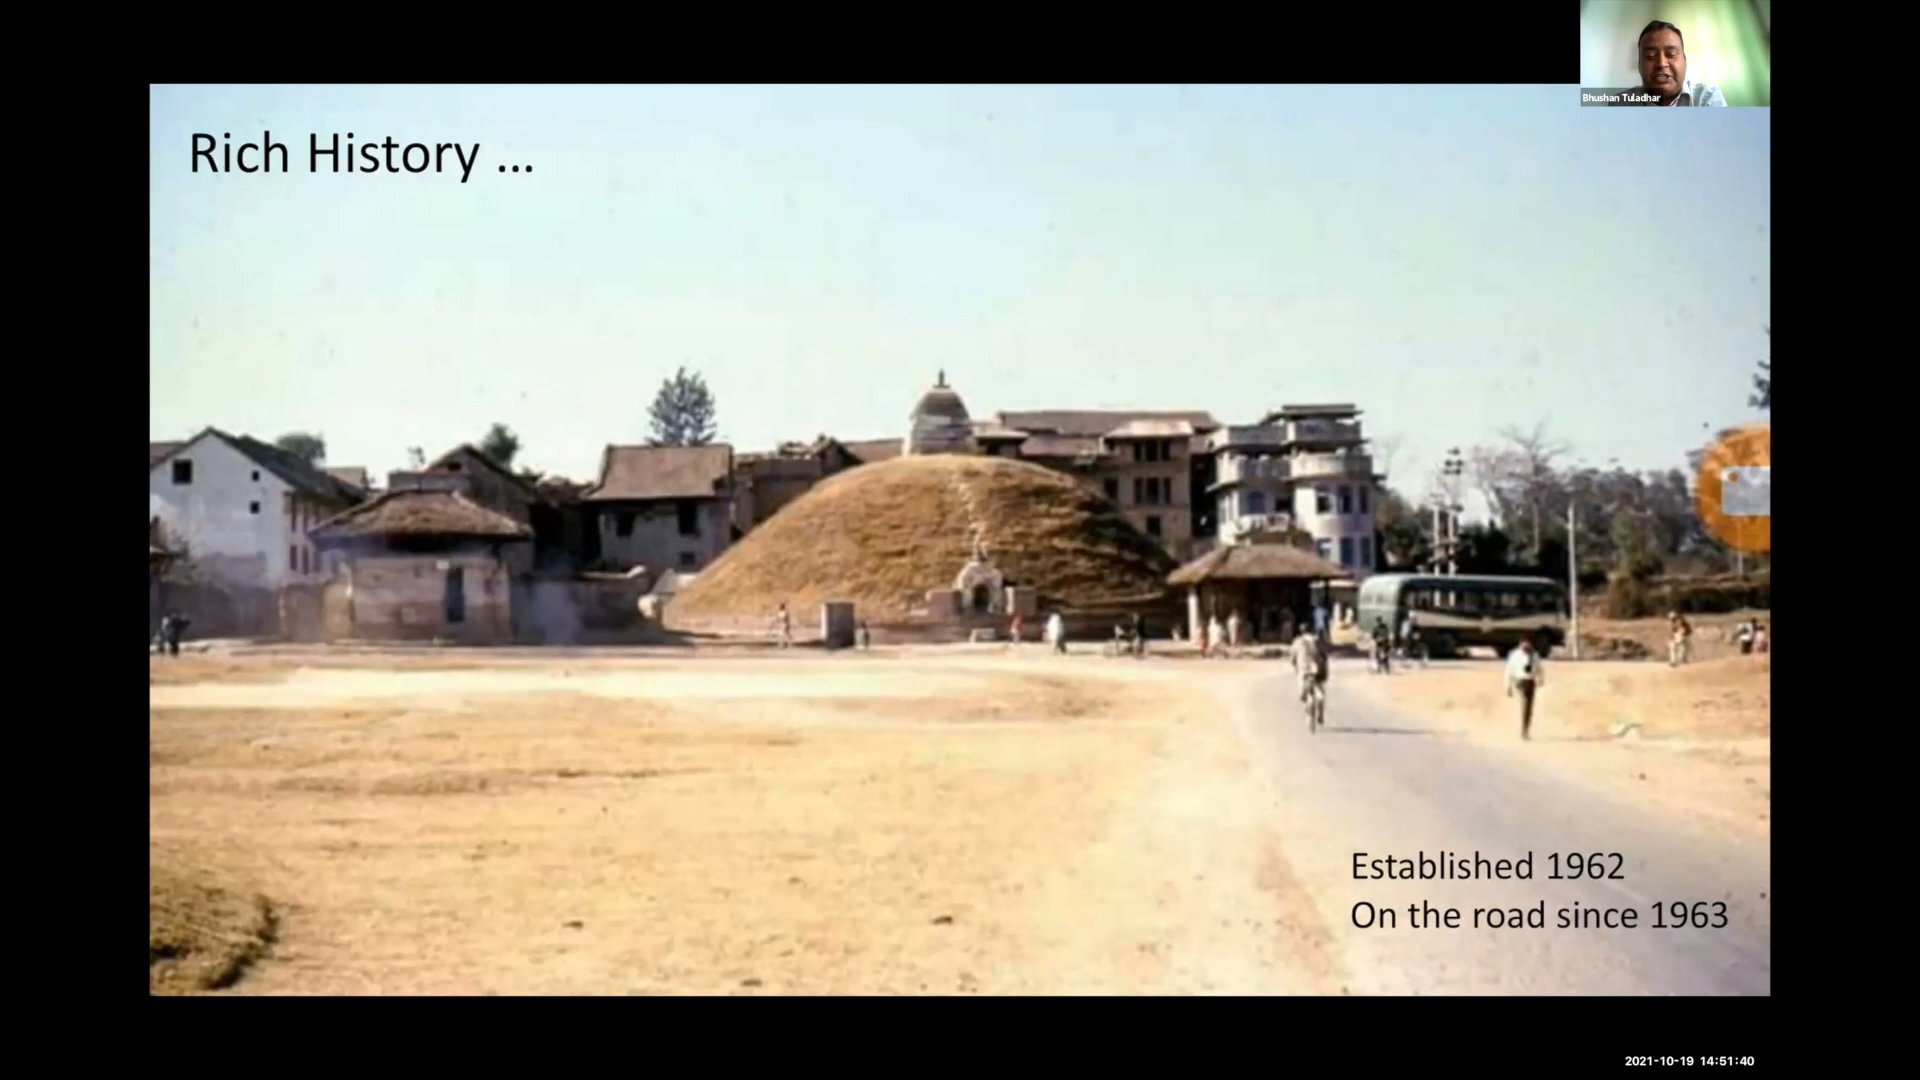 Bhushan Tuladhar
Rich History ...
Established 1962
On the road since 1963
2021-10-19 14:51:40